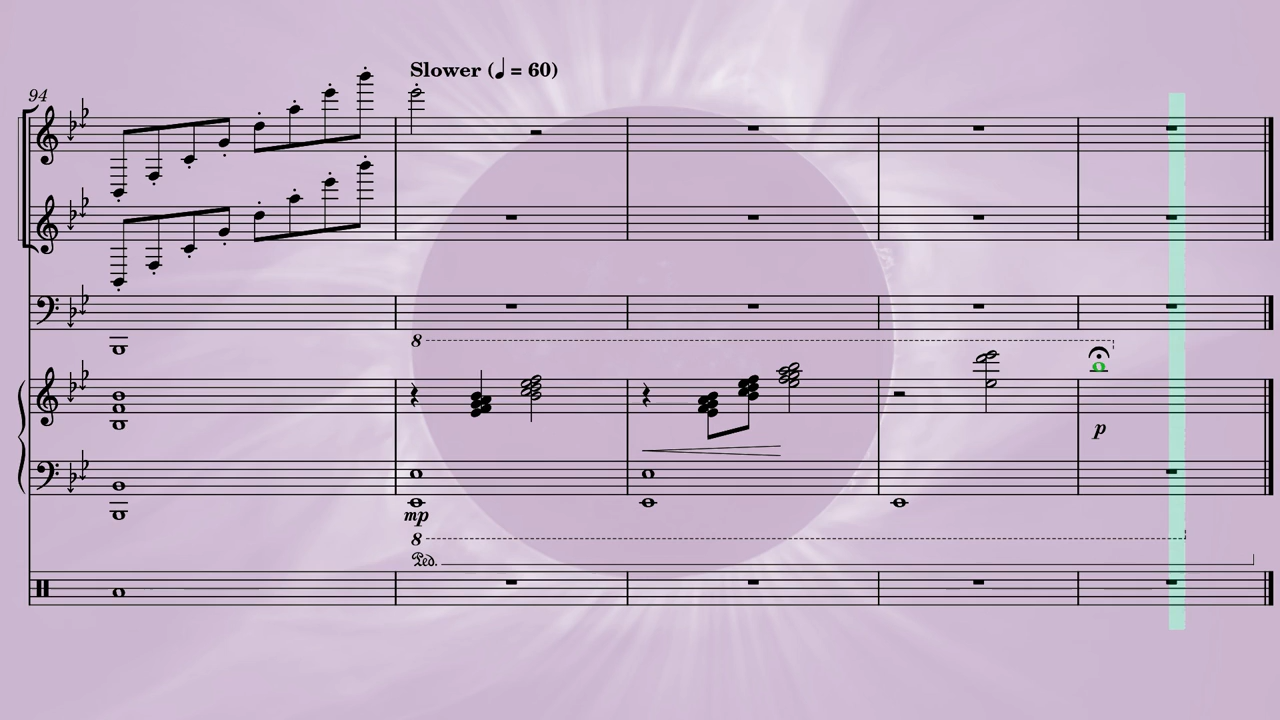 Slower (♩ = 60)
94
8
p
mp
8
Ped.